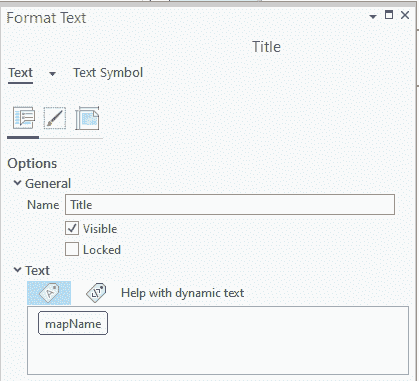 Format Text
Title
Text Text Symbol
Options
General
Name Title
Visible
Locked
Text
Help with dynamic text
mapName